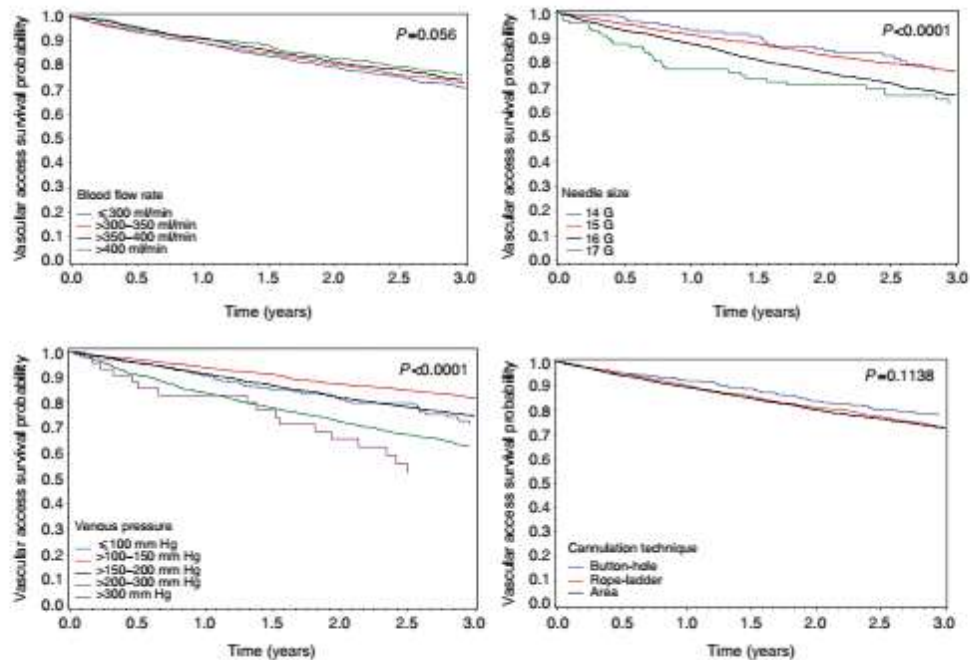 Vascular access survival probability
1.0
0.9
0.8
0.7
0.6
0.5
0.4
0.3
0.2
0.1
0.0
P=0.056
Blood flow rate
≤300 ml/min
>300–350 ml/min
>350–400 ml/min
>400 ml/min
0.0 0.5 1.0 1.5 2.0 2.5 3.0
Time (years)
Vascular access survival probability
1.0
0.9
0.8
0.7
0.6
0.5
0.4
0.3
0.2
0.1
0.0
P<0.0001
Needle size
14 G
15 G
16 G
17 G
0.0 0.5 1.0 1.5 2.0 2.5 3.0
Time (years)
Vascular access survival probability
1.0
0.9
0.8
0.7
0.6
0.5
0.4
0.3
0.2
0.1
0.0
P<0.0001
Venous pressure
≤100 mm Hg
>100–150 mm Hg
>150–200 mm Hg
>200–300 mm Hg
>300 mm Hg
0.0 0.5 1.0 1.5 2.0 2.5 3.0
Time (years)
Vascular access survival probability
1.0
0.9
0.8
0.7
0.6
0.5
0.4
0.3
0.2
0.1
0.0
P=0.1138
Cannulation technique
Button-hole
Rope-ladder
Area
0.0 0.5 1.0 1.5 2.0 2.5 3.0
Time (years)